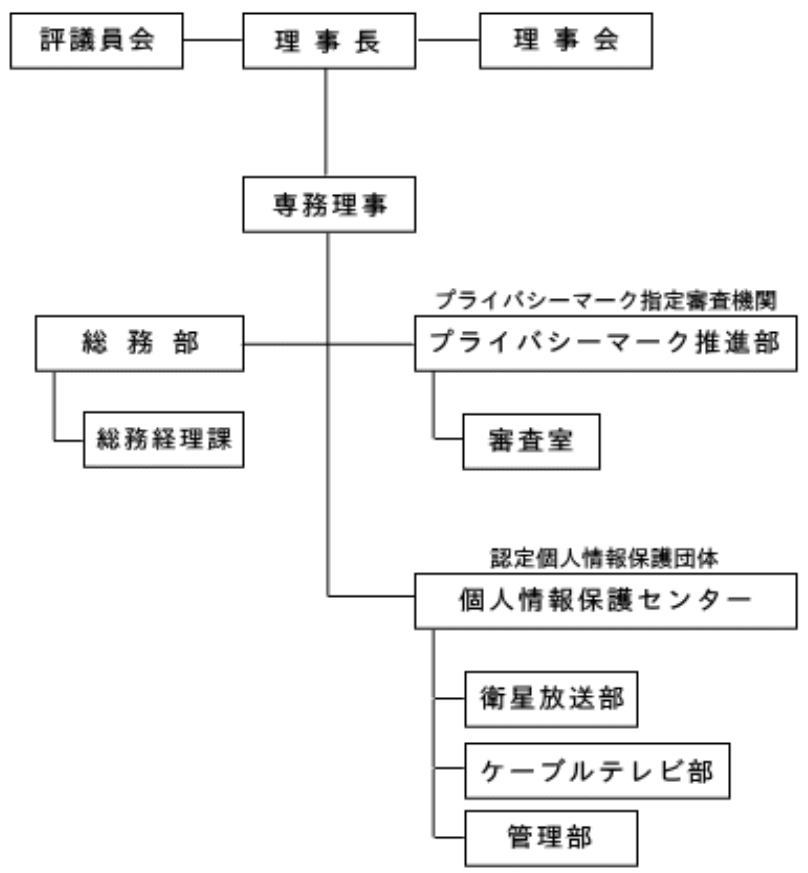 評議員会
理事長
理事会
専務理事
プライバシーマーク指定審査機関
総務部
プライバシーマーク推進部
総務経理課
審査室
認定個人情報保護団体
個人情報保護センター
衛星放送部
ケーブルテレビ部
管理部